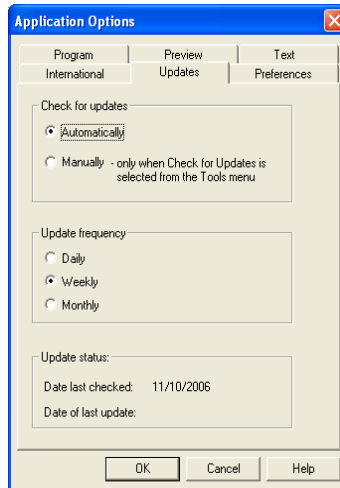 Application Options
Program Preview Text
International Updates Preferences
Check for updates
Automatically
Manually - only when Check for Updates is
selected from the Tools menu
Update frequency
Daily
Weekly
Monthly
Update status:
Date last checked: 11/10/2006
Date of last update:
OK Cancel Help